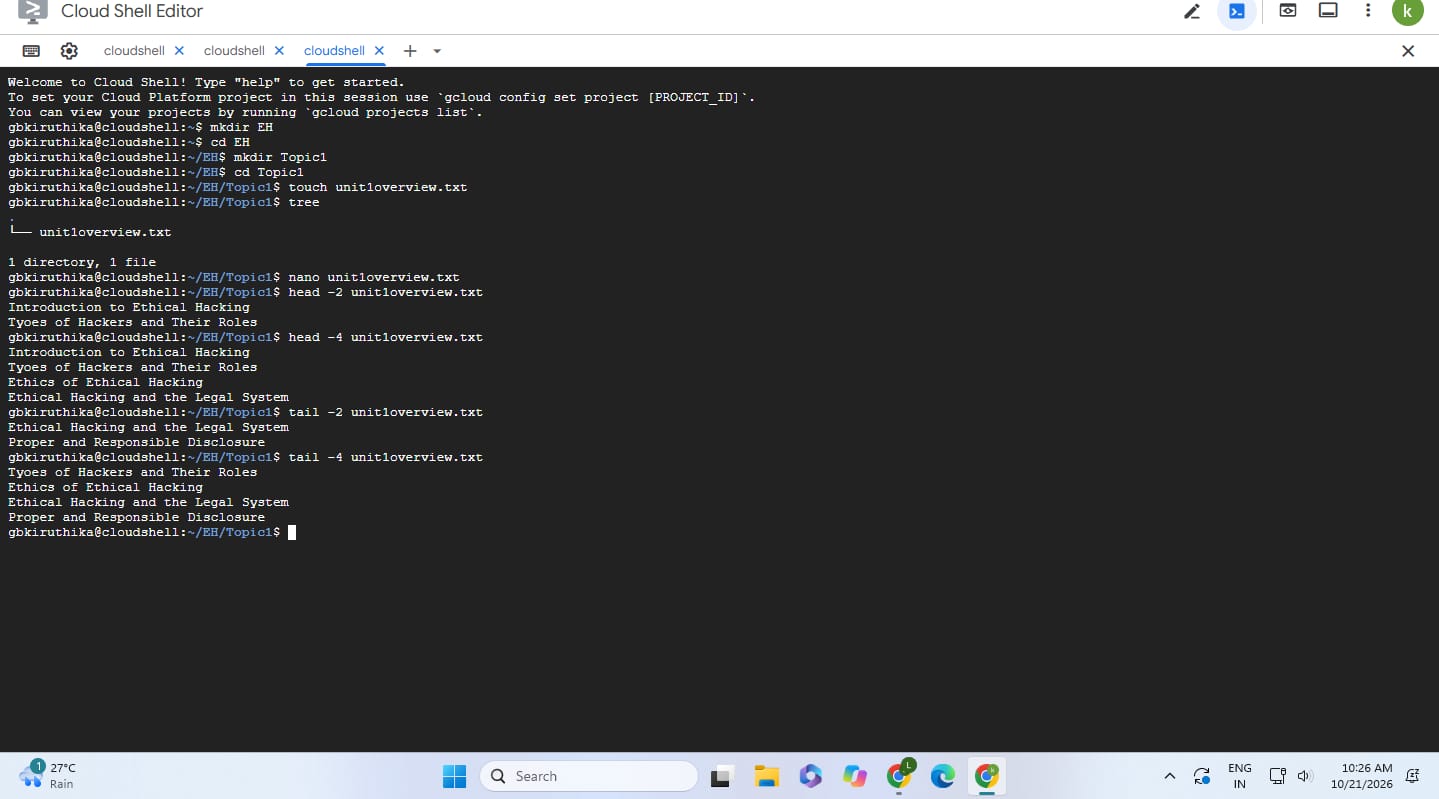 Cloud Shell Editor
k
cloudshell
cloudshell
cloudshell
Welcome to Cloud Shell! Type "help" to get started.
To set your Cloud Platform project in this session use `gcloud config set project [PROJECT_ID]`.
You can view your projects by running `gcloud projects list`.
gbkiruthika@cloudshell:~$ mkdir EH
gbkiruthika@cloudshell:~$ cd EH
gbkiruthika@cloudshell:~/EH$ mkdir Topic1
gbkiruthika@cloudshell:~/EH$ cd Topic1
gbkiruthika@cloudshell:~/EH/Topic1$ touch unit1overview.txt
gbkiruthika@cloudshell:~/EH/Topic1$ tree
.
└── unit1overview.txt
1 directory, 1 file
gbkiruthika@cloudshell:~/EH/Topic1$ nano unit1overview.txt
gbkiruthika@cloudshell:~/EH/Topic1$ head -2 unit1overview.txt
Introduction to Ethical Hacking
Tyoes of Hackers and Their Roles
gbkiruthika@cloudshell:~/EH/Topic1$ head -4 unit1overview.txt
Introduction to Ethical Hacking
Tyoes of Hackers and Their Roles
Ethics of Ethical Hacking
Ethical Hacking and the Legal System
gbkiruthika@cloudshell:~/EH/Topic1$ tail -2 unit1overview.txt
Ethical Hacking and the Legal System
Proper and Responsible Disclosure
gbkiruthika@cloudshell:~/EH/Topic1$ tail -4 unit1overview.txt
Tyoes of Hackers and Their Roles
Ethics of Ethical Hacking
Ethical Hacking and the Legal System
Proper and Responsible Disclosure
gbkiruthika@cloudshell:~/EH/Topic1$
1
27°C
Rain
Search
L
ENG
IN
10:26 AM
10/21/2026